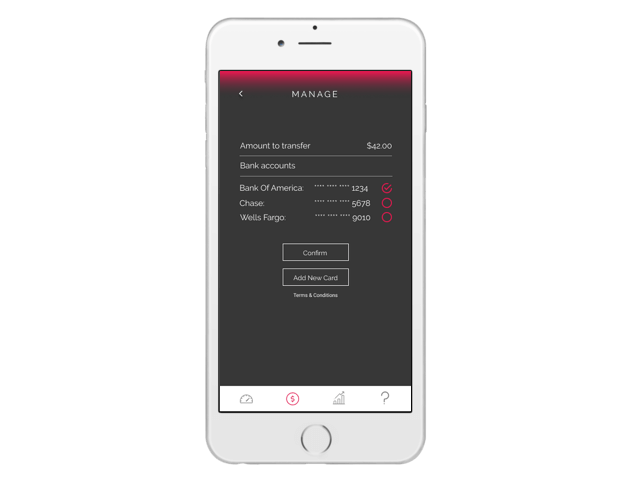 MANAGE
Amount to transfer $42.00
Bank accounts
Bank Of America: **** **** **** 1234
Chase: **** **** **** 5678
Wells Fargo: **** **** **** 9010
Confirm
Add New Card
Terms & Conditions